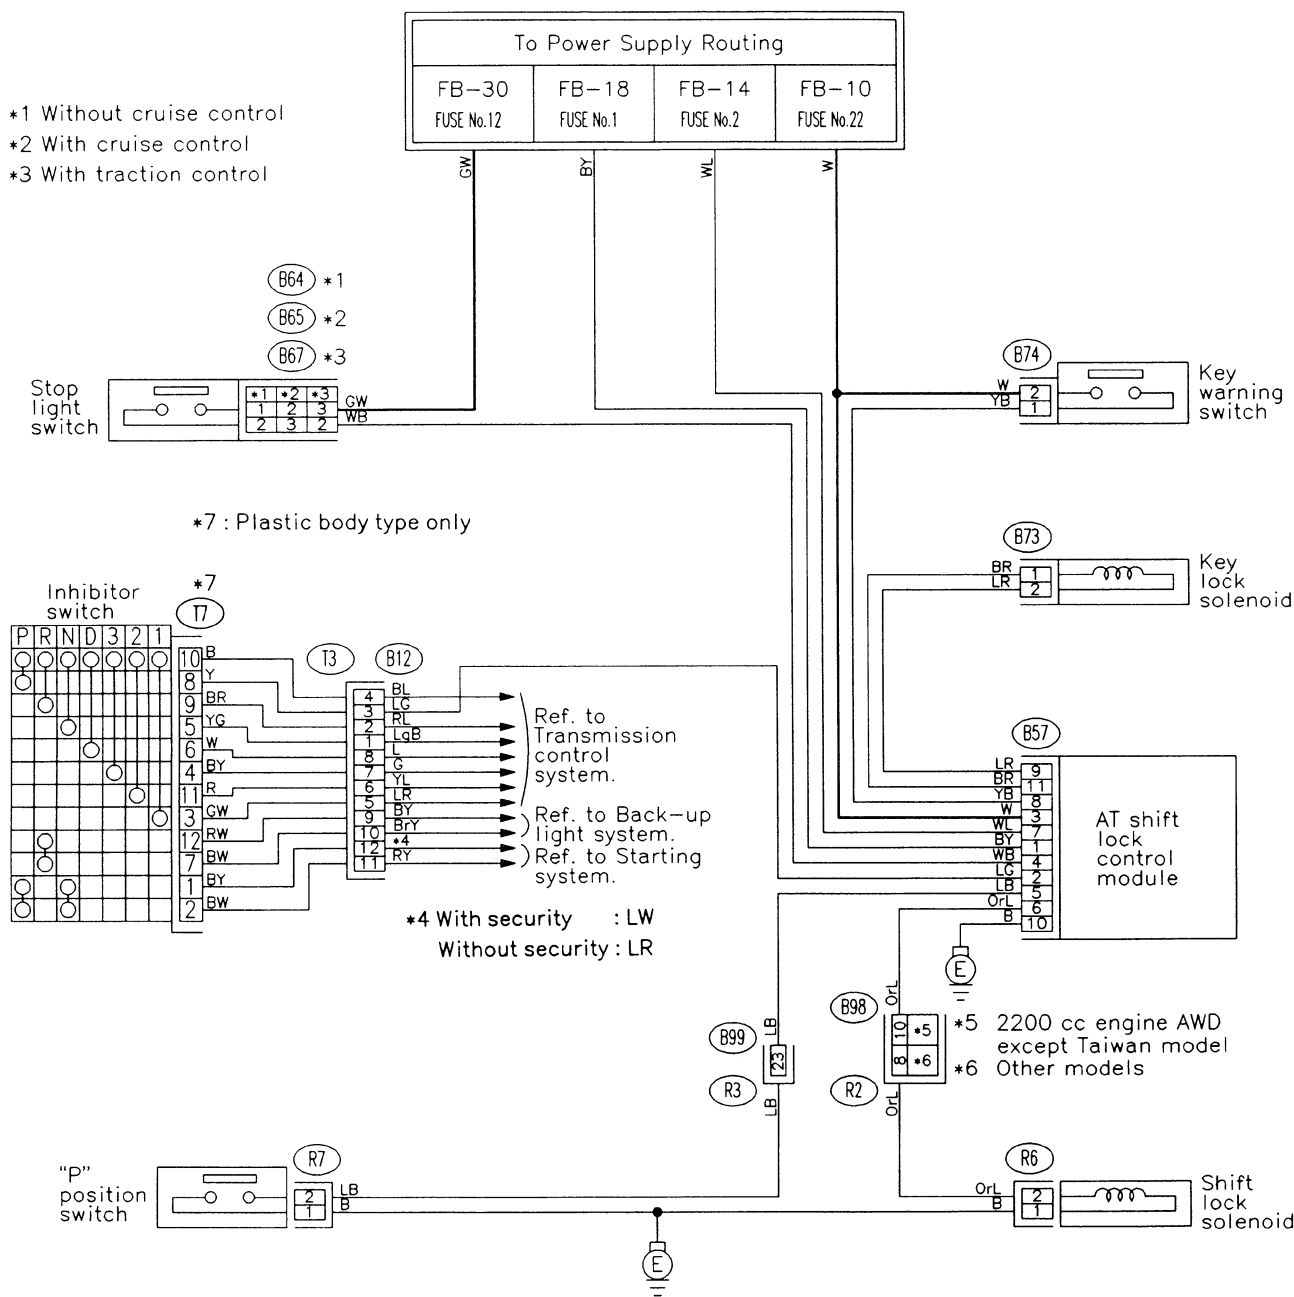 To Power Supply Routing
FB-30 FB-18 FB-14 FB-10
FUSE No.12 FUSE No.1 FUSE No.2 FUSE No.22
GW BY WL W
*1 Without cruise control
*2 With cruise control
*3 With traction control
B64 *1
B65 *2
B67 *3
Stop light switch
*1 *2 *3
1 2 3
2 3 2
GW
WB
B74
W
YB
2
1
Key warning switch
*7 : Plastic body type only
B73
BR
LR
1
2
Key lock solenoid
Inhibitor switch
*7
T7
P R N D 3 2 1
10 B
8 Y
9 BR
5 YG
6 W
4 BY
11 R
3 GW
12 RW
7 BW
1 BY
2 BW
T3 B12
4 BL
3 LG
2 RL
1 LgB
8 L
7 G
6 YL
5 LR
9 BY
10 BrY
12 *4
11 RY
Ref. to Transmission control system.
Ref. to Back-up light system.
Ref. to Starting system.
*4 With security : LW
Without security : LR
B57
LR 9
BR 11
YB 8
W 3
WL 7
BY 1
WB 4
LG 2
LB 5
OrL 6
B 10
AT shift lock control module
E
B99
LB
23
R3
LB
B98
OrL
10 *5
8 *6
R2
OrL
*5 2200 cc engine AWD except Taiwan model
*6 Other models
"P" position switch
R7
2 LB
1 B
E
R6
OrL 2
B 1
Shift lock solenoid